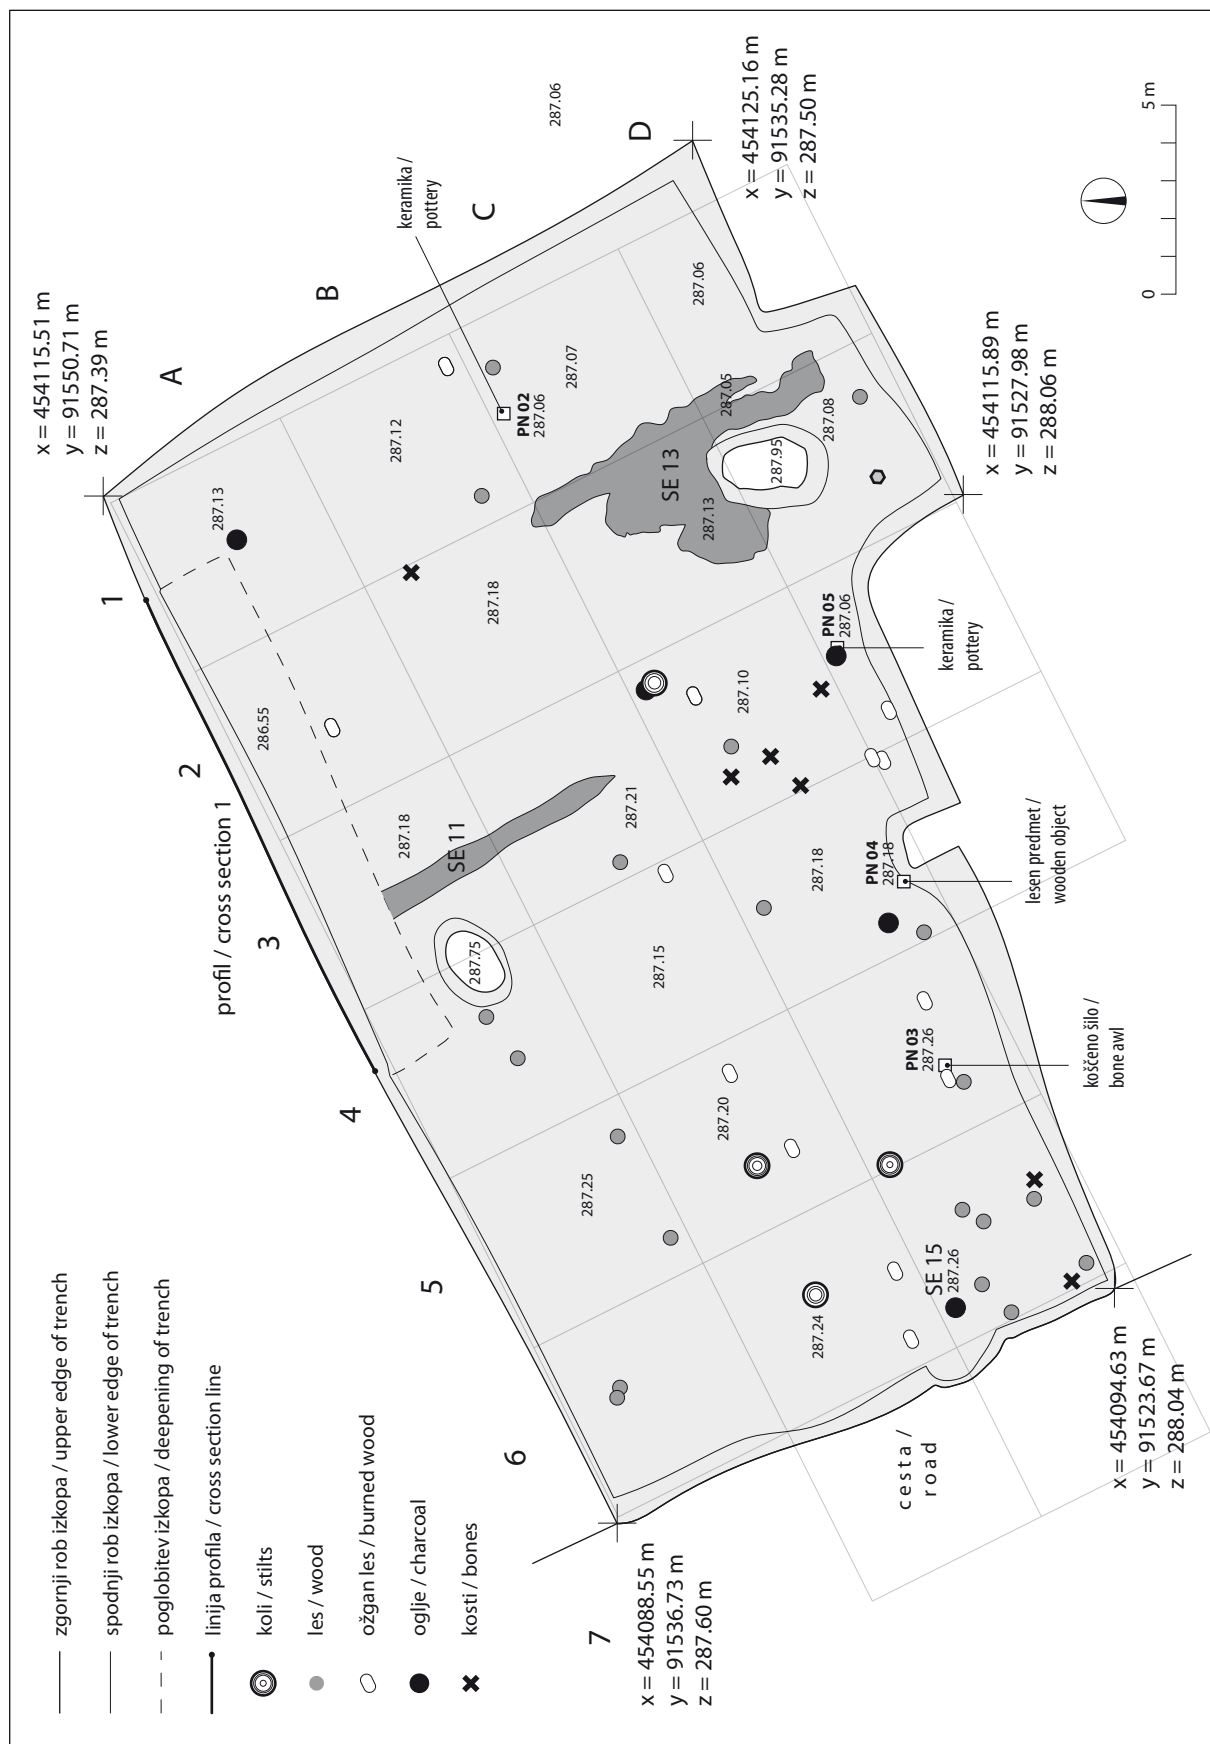 x = 454115.51 m
y = 91550.71 m
z = 287.39 m
A
B
C
D
287.06
x = 454125.16 m
y = 91535.28 m
z = 287.50 m
keramika /
pottery
5 m
0
1
2
3
4
5
6
7
profil / cross section 1
287.13
287.12
PN 02
287.06
287.07
287.06
287.05
287.08
SE 13
287.95
287.13
x = 454115.89 m
y = 91527.98 m
z = 288.06 m
286.55
287.18
287.18
SE 11
287.21
287.10
PN 05
287.06
keramika /
pottery
287.75
287.15
287.18
PN 04
287.18
lesen predmet /
wooden object
287.25
287.20
PN 03
287.26
koščeno šilo /
bone awl
287.24
SE 15
287.26
cesta /
road
x = 454088.55 m
y = 91536.73 m
z = 287.60 m
x = 454094.63 m
y = 91523.67 m
z = 288.04 m
zgornji rob izkopa / upper edge of trench
spodnji rob izkopa / lower edge of trench
poglobitev izkopa / deepening of trench
linija profila / cross section line
koli / stilts
les / wood
ožgan les / burned wood
oglje / charcoal
kosti / bones